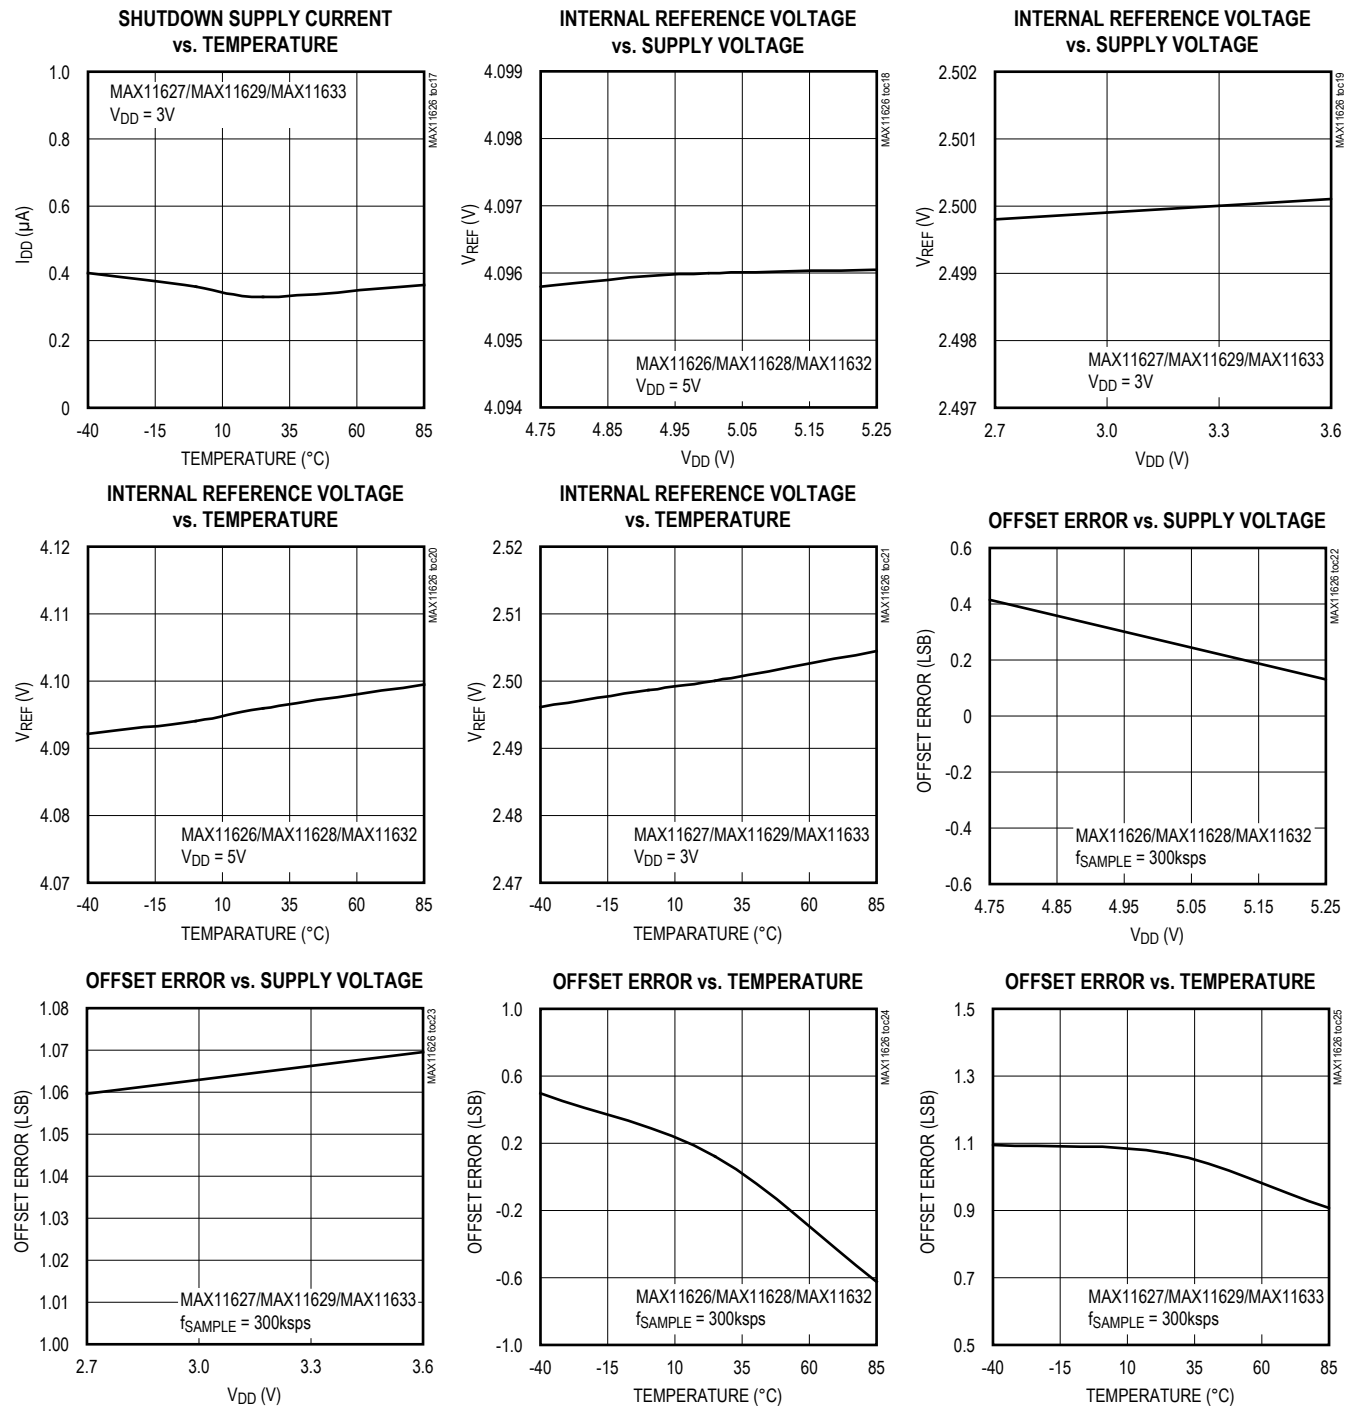 SHUTDOWN SUPPLY CURRENT
vs. TEMPERATURE
MAX11626 toc17
MAX11627/MAX11629/MAX11633
VDD = 3V
IDD (µA)
1.0
0.8
0.6
0.4
0.2
0
-40 -15 10 35 60 85
TEMPERATURE (°C)
INTERNAL REFERENCE VOLTAGE
vs. SUPPLY VOLTAGE
MAX11626 toc18
VREF (V)
4.099
4.098
4.097
4.096
4.095
4.094
MAX11626/MAX11628/MAX11632
VDD = 5V
4.75 4.85 4.95 5.05 5.15 5.25
VDD (V)
INTERNAL REFERENCE VOLTAGE
vs. SUPPLY VOLTAGE
MAX11626 toc19
VREF (V)
2.502
2.501
2.500
2.499
2.498
2.497
MAX11627/MAX11629/MAX11633
VDD = 3V
2.7 3.0 3.3 3.6
VDD (V)
INTERNAL REFERENCE VOLTAGE
vs. TEMPERATURE
MAX11626 toc20
VREF (V)
4.12
4.11
4.10
4.09
4.08
4.07
MAX11626/MAX11628/MAX11632
VDD = 5V
-40 -15 10 35 60 85
TEMPARATURE (°C)
INTERNAL REFERENCE VOLTAGE
vs. TEMPERATURE
MAX11626 toc21
VREF (V)
2.52
2.51
2.50
2.49
2.48
2.47
MAX11627/MAX11629/MAX11633
VDD = 3V
-40 -15 10 35 60 85
TEMPARATURE (°C)
OFFSET ERROR vs. SUPPLY VOLTAGE
MAX11626 toc22
OFFSET ERROR (LSB)
0.6
0.4
0.2
0
-0.2
-0.4
-0.6
MAX11626/MAX11628/MAX11632
fSAMPLE = 300ksps
4.75 4.85 4.95 5.05 5.15 5.25
VDD (V)
OFFSET ERROR vs. SUPPLY VOLTAGE
MAX11626 toc23
OFFSET ERROR (LSB)
1.08
1.07
1.06
1.05
1.04
1.03
1.02
1.01
1.00
MAX11627/MAX11629/MAX11633
fSAMPLE = 300ksps
2.7 3.0 3.3 3.6
VDD (V)
OFFSET ERROR vs. TEMPERATURE
MAX11626 toc24
OFFSET ERROR (LSB)
1.0
0.6
0.2
-0.2
-0.6
-1.0
MAX11626/MAX11628/MAX11632
fSAMPLE = 300ksps
-40 -15 10 35 60 85
TEMPERATURE (°C)
OFFSET ERROR vs. TEMPERATURE
MAX11626 toc25
OFFSET ERROR (LSB)
1.5
1.3
1.1
0.9
0.7
0.5
MAX11627/MAX11629/MAX11633
fSAMPLE = 300ksps
-40 -15 10 35 60 85
TEMPERATURE (°C)